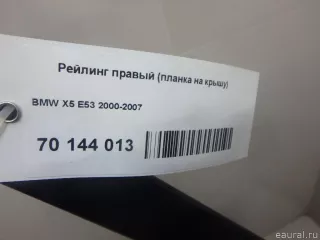 Рейлинг правый (планка на крышу)
BMW X5 E53 2000-2007
70 144 013
eaural.ru